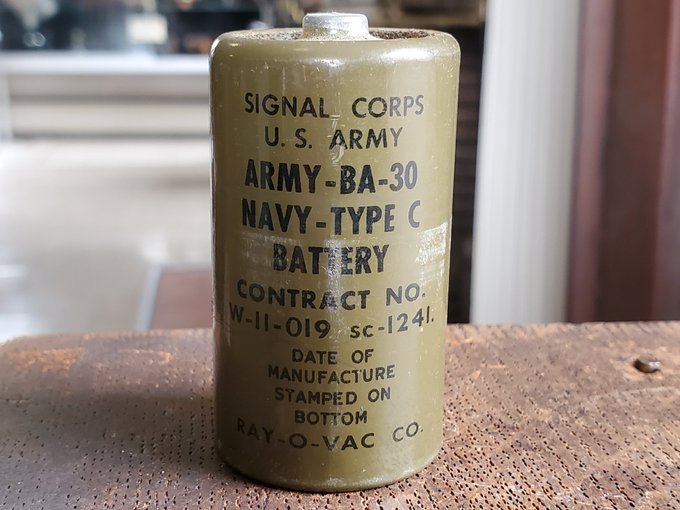 SIGNAL CORPS
U. S. ARMY
ARMY-BA-30
NAVY-TYPE C
BATTERY
CONTRACT NO.
W-11-019 SC-1241.
DATE OF
MANUFACTURE
STAMPED ON
BOTTOM
RAY-O-VAC CO.